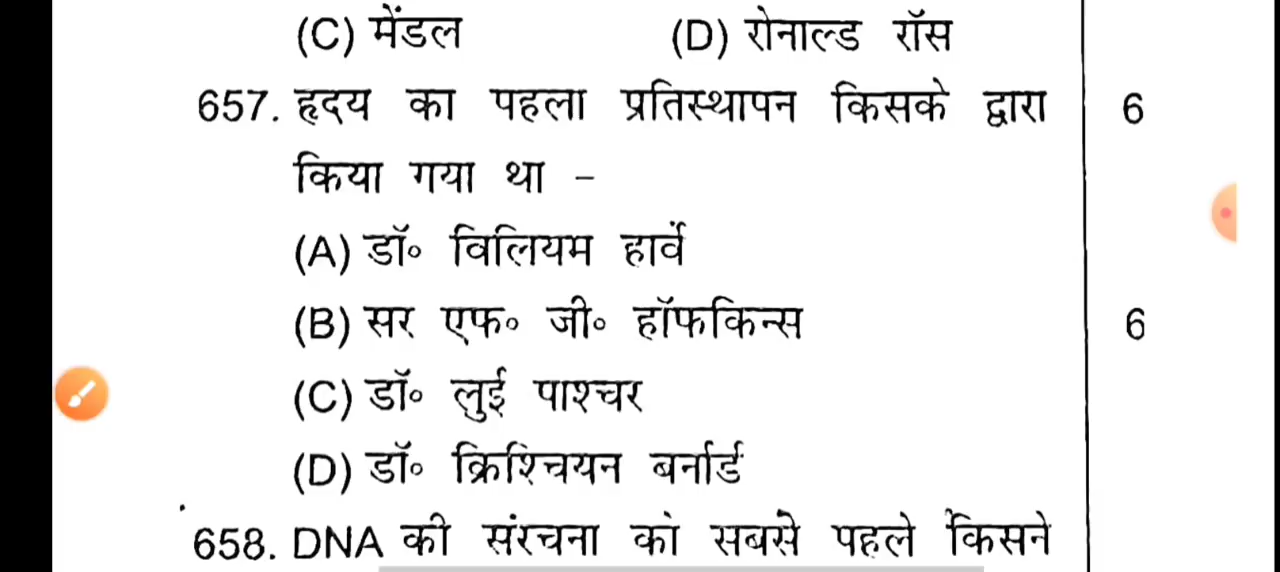 (C) मेंडल (D) रोनाल्ड रॉस
657. हृदय का पहला प्रतिस्थापन किसके द्वारा 6
किया गया था -
(A) डॉ॰ विलियम हार्वे
(B) सर एफ॰ जी॰ हॉफकिन्स 6
(C) डॉ॰ लुई पाश्चर
(D) डॉ॰ क्रिश्चियन बर्नार्ड
658. DNA की संरचना को सबसे पहले किसने